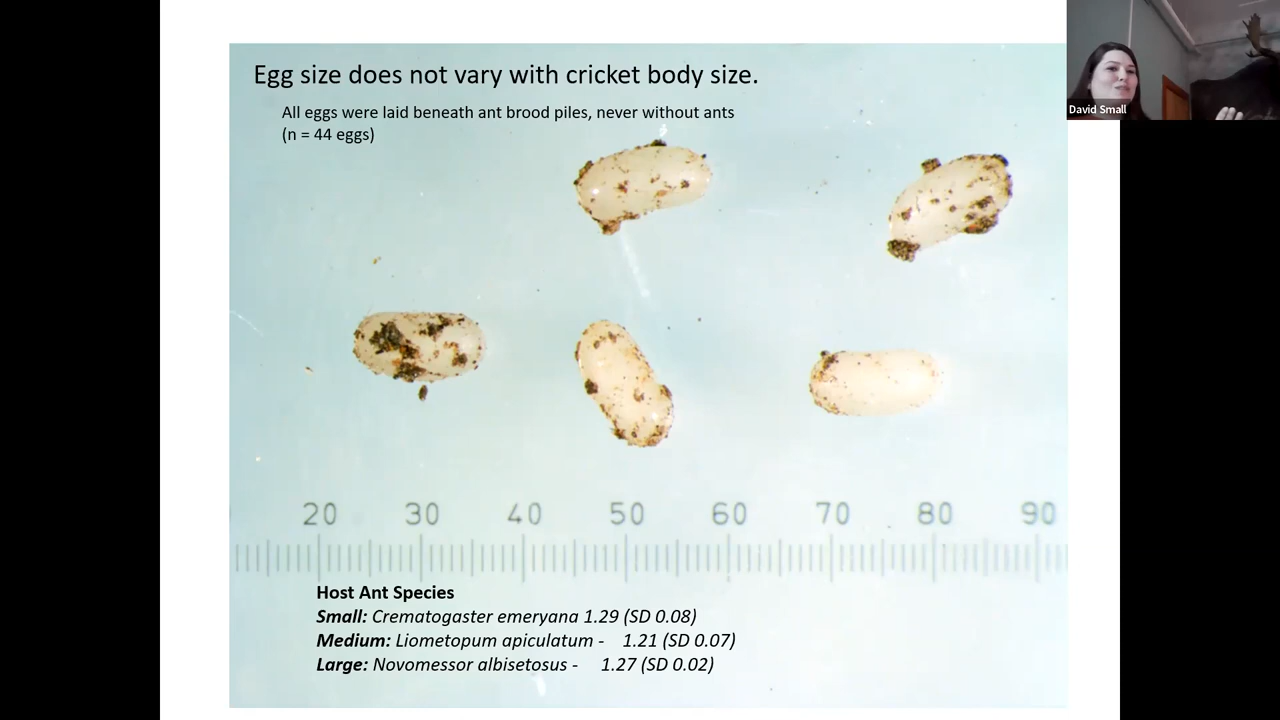 Egg size does not vary with cricket body size.
All eggs were laid beneath ant brood piles, never without ants
(n = 44 eggs)
David Small
20 30 40 50 60 70 80 90
Host Ant Species
Small: Crematogaster emeryana 1.29 (SD 0.08)
Medium: Liometopum apiculatum - 1.21 (SD 0.07)
Large: Novomessor albisetosus - 1.27 (SD 0.02)